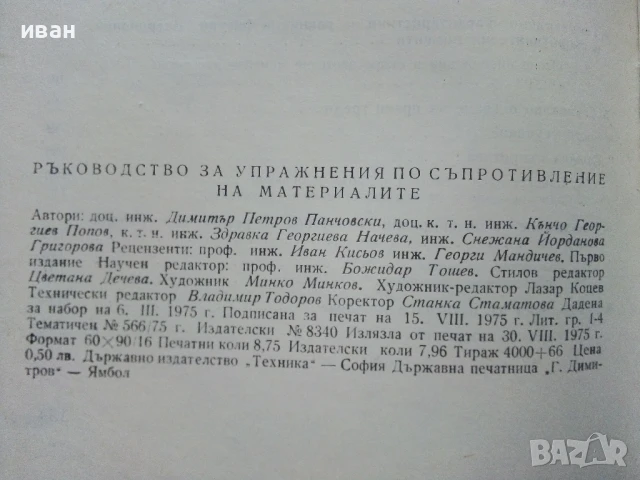 иван
РЪКОВОДСТВО ЗА УПРАЖНЕНИЯ ПО СЪПРОТИВЛЕНИЕ
НА МАТЕРИАЛИТЕ
Автори: доц. инж. Димитър Петров Панчовски, доц. к. т. н. инж. Кънчо Геор-
гиев Попов, к. т. н. инж. Здравка Георгиева Начева, инж. Снежана Йорданова
Григорова Рецензенти: проф. инж. Иван Кисьов инж. Георги Мандичев. Първо
издание Научен редактор: проф. инж. Божидар Тошев. Стилов редактор
Цветана Дечева. Художник Минко Минков. Художник-редактор Лазар Коцев
Технически редактор Владимир Тодоров Коректор Станка Стаматова Дадена
за набор на 6. III. 1975 г. Подписана за печат на 15. VIII. 1975 г. Лит. гр. I-4
Тематичен № 566/75 г. Издателски № 8340 Излязла от печат на 30. VIII. 1975 г.
Формат 60×90/16 Печатни коли 8,75 Издателски коли 7,96 Тираж 4000+66 Цена
0,50 лв. Държавно издателство „Техника“ — София Държавна печатница „Г. Дими-
тров“ — Ямбол
BAZAR